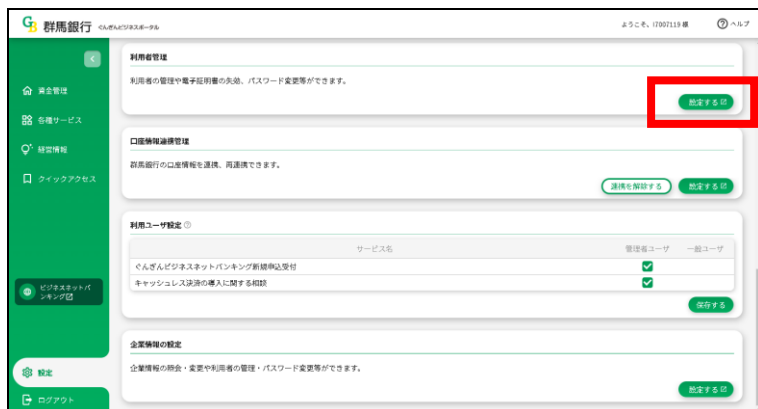 GB 群馬銀行 ぐんぎんビジネスポータル
ようこそ、I7007119 様
ヘルプ
資金管理
各種サービス
経営情報
クイックアクセス
ビジネスネットバ
ンキング
設定
ログアウト
利用者管理
利用者の管理や電子証明書の失効、パスワード変更等ができます。
設定する
口座情報連携管理
群馬銀行の口座情報を連携、再連携できます。
連携を解除する 設定する
利用ユーザ設定
サービス名 管理者ユーザ 一般ユーザ
ぐんぎんビジネスネットバンキング新規申込受付
キャッシュレス決済の導入に関する相談
保存する
企業情報の設定
企業情報の照会・変更や利用者の管理・パスワード変更等ができます。
設定する